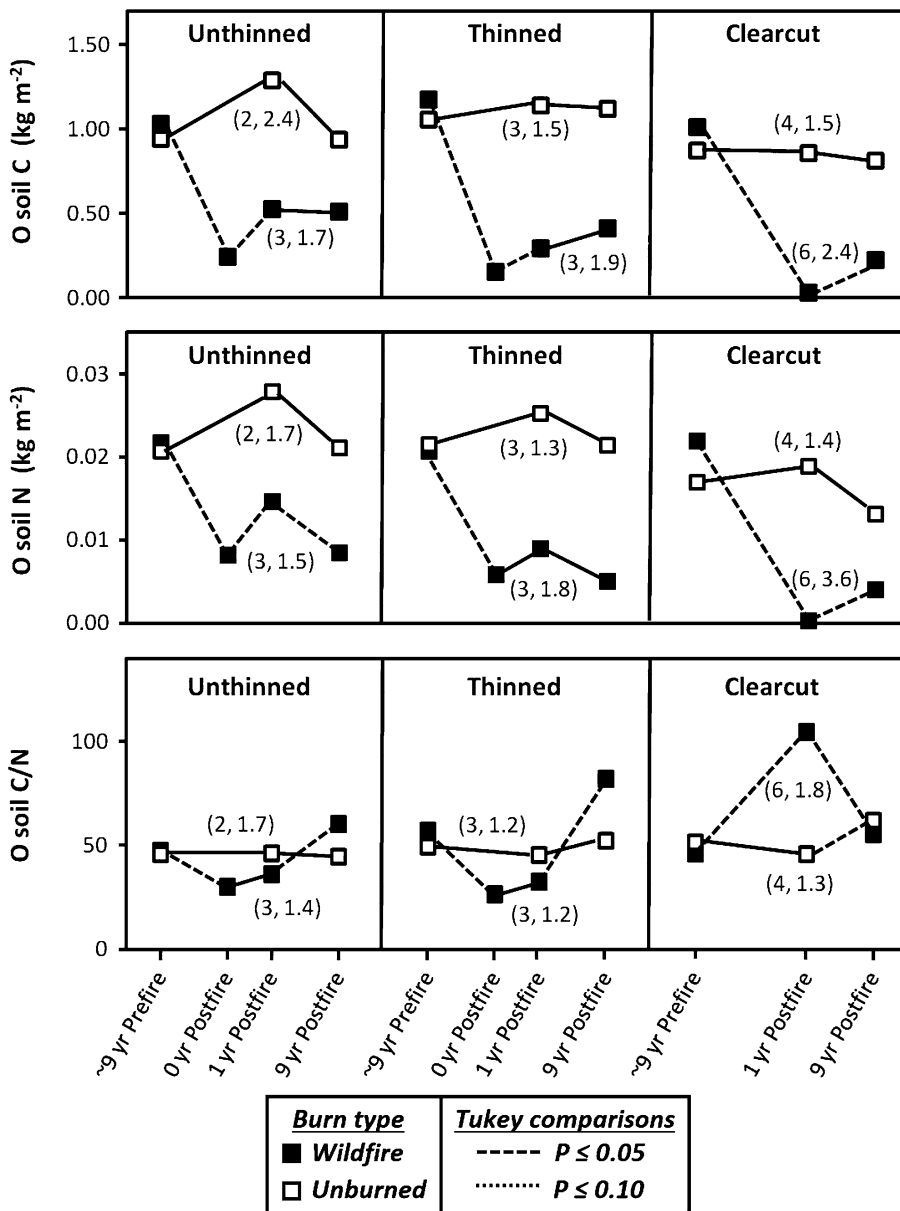 Unthinned Thinned Clearcut
O soil C (kg m⁻²)
1.50
1.00
0.50
0.00
(2, 2.4) (3, 1.5) (4, 1.5)
(3, 1.7) (3, 1.9) (6, 2.4)
Unthinned Thinned Clearcut
O soil N (kg m⁻²)
0.03
0.02
0.01
0.00
(2, 1.7) (3, 1.3) (4, 1.4)
(3, 1.5) (3, 1.8) (6, 3.6)
Unthinned Thinned Clearcut
O soil C/N
100
50
0
(2, 1.7) (3, 1.2) (6, 1.8)
(3, 1.4) (3, 1.2) (4, 1.3)
~9 yr Prefire
0 yr Postfire
1 yr Postfire
9 yr Postfire
~9 yr Prefire
0 yr Postfire
1 yr Postfire
9 yr Postfire
~9 yr Prefire
1 yr Postfire
9 yr Postfire
Burn type Tukey comparisons
Wildfire P ≤ 0.05
Unburned P ≤ 0.10